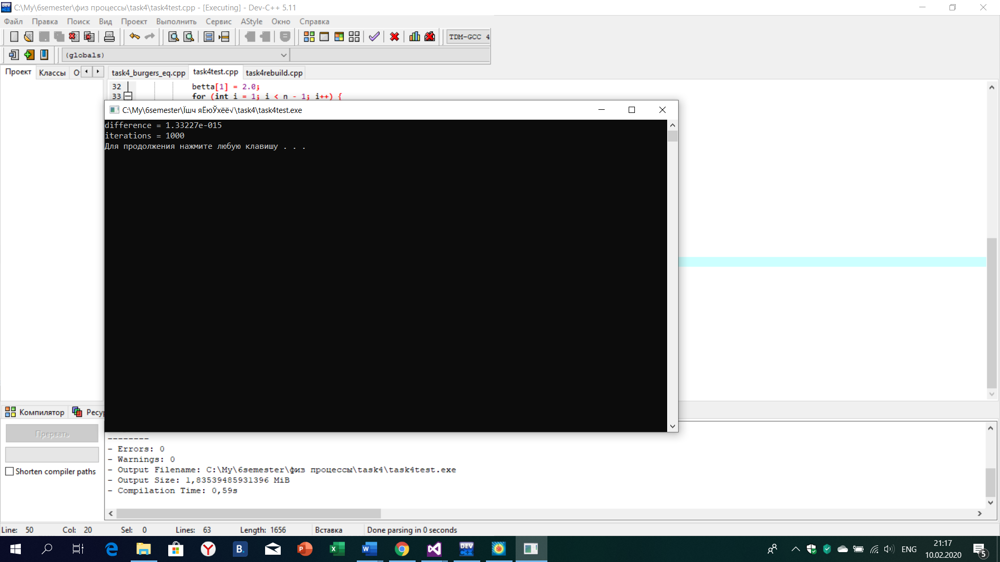 C:\My\6semester\физ процессы\task4\task4test.cpp - [Executing] - Dev-C++ 5.11
Файл Правка Поиск Вид Проект Выполнить Сервис AStyle Окно Справка
TDM-GCC 4
(globals)
Проект Классы О task4_burgers_eq.cpp task4test.cpp task4rebuild.cpp
32 betta[1] = 2.0;
33 for (int i = 1; i < n - 1; i++) {
C:\My\6semester\Їшч яЁюЎхёё√\task4\task4test.exe
difference = 1.33227e-015
iterations = 1000
Для продолжения нажмите любую клавишу . . .
Компилятор Ресур
Прервать
Shorten compiler paths
--------
- Errors: 0
- Warnings: 0
- Output Filename: C:\My\6semester\физ процессы\task4\task4test.exe
- Output Size: 1,83539485931396 MiB
- Compilation Time: 0,59s
Line: 50 Col: 20 Sel: 0 Lines: 63 Length: 1656 Вставка Done parsing in 0 seconds
ENG
21:17
10.02.2020
5